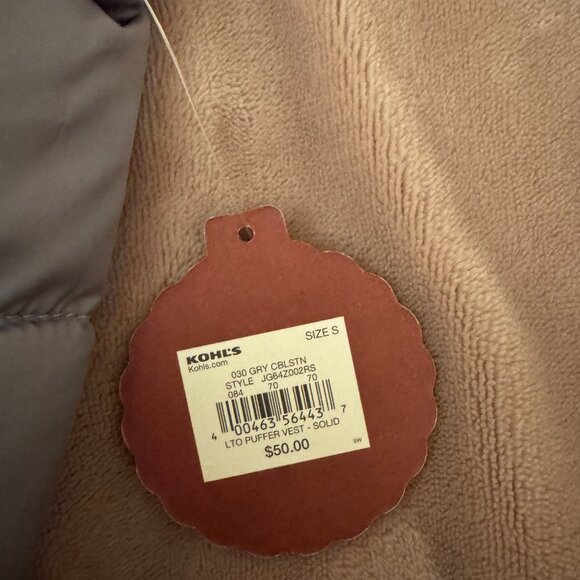 SIZE S
KOHL'S
Kohls.com
030 GRY CBLSTN
STYLE JG64Z002RS
084 70 70
4 00463 56443 7
LTO PUFFER VEST - SOLID
$50.00
SW